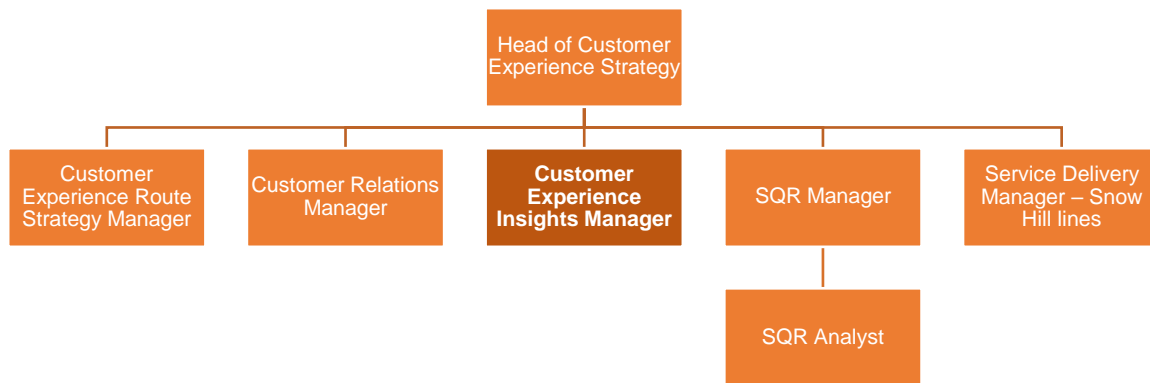 Head of Customer
Experience Strategy
Customer
Experience Route
Strategy Manager
Customer Relations
Manager
Customer
Experience
Insights Manager
SQR Manager
Service Delivery
Manager – Snow
Hill lines
SQR Analyst